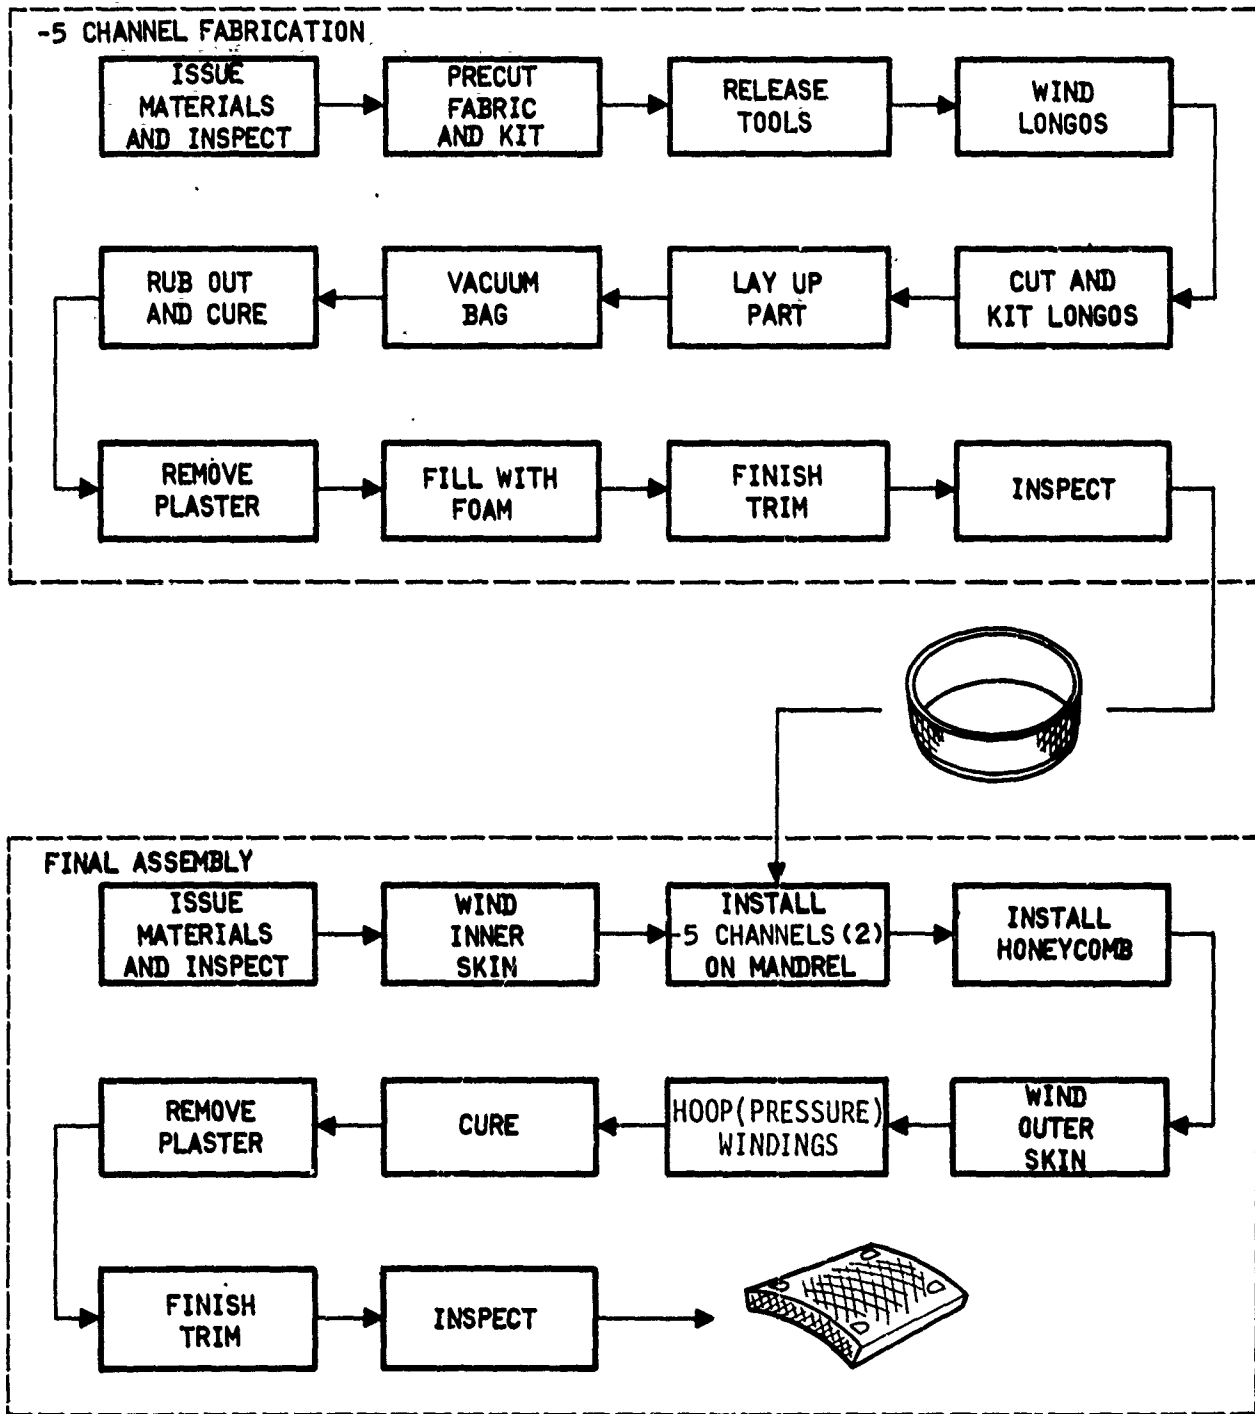 -5 CHANNEL FABRICATION
ISSUE
MATERIALS
AND INSPECT
PRECUT
FABRIC
AND KIT
RELEASE
TOOLS
WIND
LONGOS
CUT AND
KIT LONGOS
LAY UP
PART
VACUUM
BAG
RUB OUT
AND CURE
REMOVE
PLASTER
FILL WITH
FOAM
FINISH
TRIM
INSPECT
FINAL ASSEMBLY
ISSUE
MATERIALS
AND INSPECT
WIND
INNER
SKIN
INSTALL
-5 CHANNELS (2)
ON MANDREL
INSTALL
HONEYCOMB
WIND
OUTER
SKIN
HOOP(PRESSURE)
WINDINGS
CURE
REMOVE
PLASTER
FINISH
TRIM
INSPECT